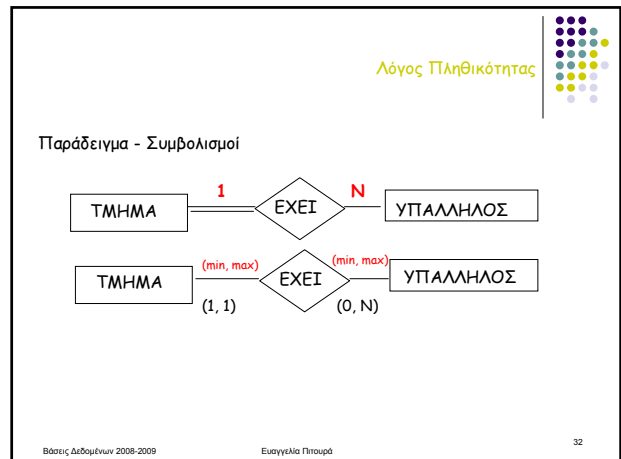 Λόγος Πληθικότητας
Παράδειγμα - Συμβολισμοί
1 N
ΤΜΗΜΑ ΕΧΕΙ ΥΠΑΛΛΗΛΟΣ
(min, max) (min, max)
ΤΜΗΜΑ ΕΧΕΙ ΥΠΑΛΛΗΛΟΣ
(1, 1) (0, N)
Βάσεις Δεδομένων 2008-2009 Ευαγγελία Πιτουρά 32